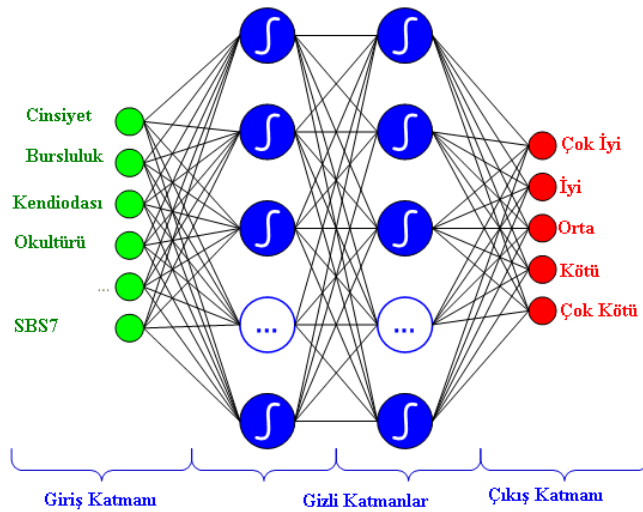 Cinsiyet
Bursluluk
Kendiodası
Okultürü
...
SBS7
...
...
Çok İyi
İyi
Orta
Kötü
Çok Kötü
Giriş Katmanı
Gizli Katmanlar
Çıkış Katmanı